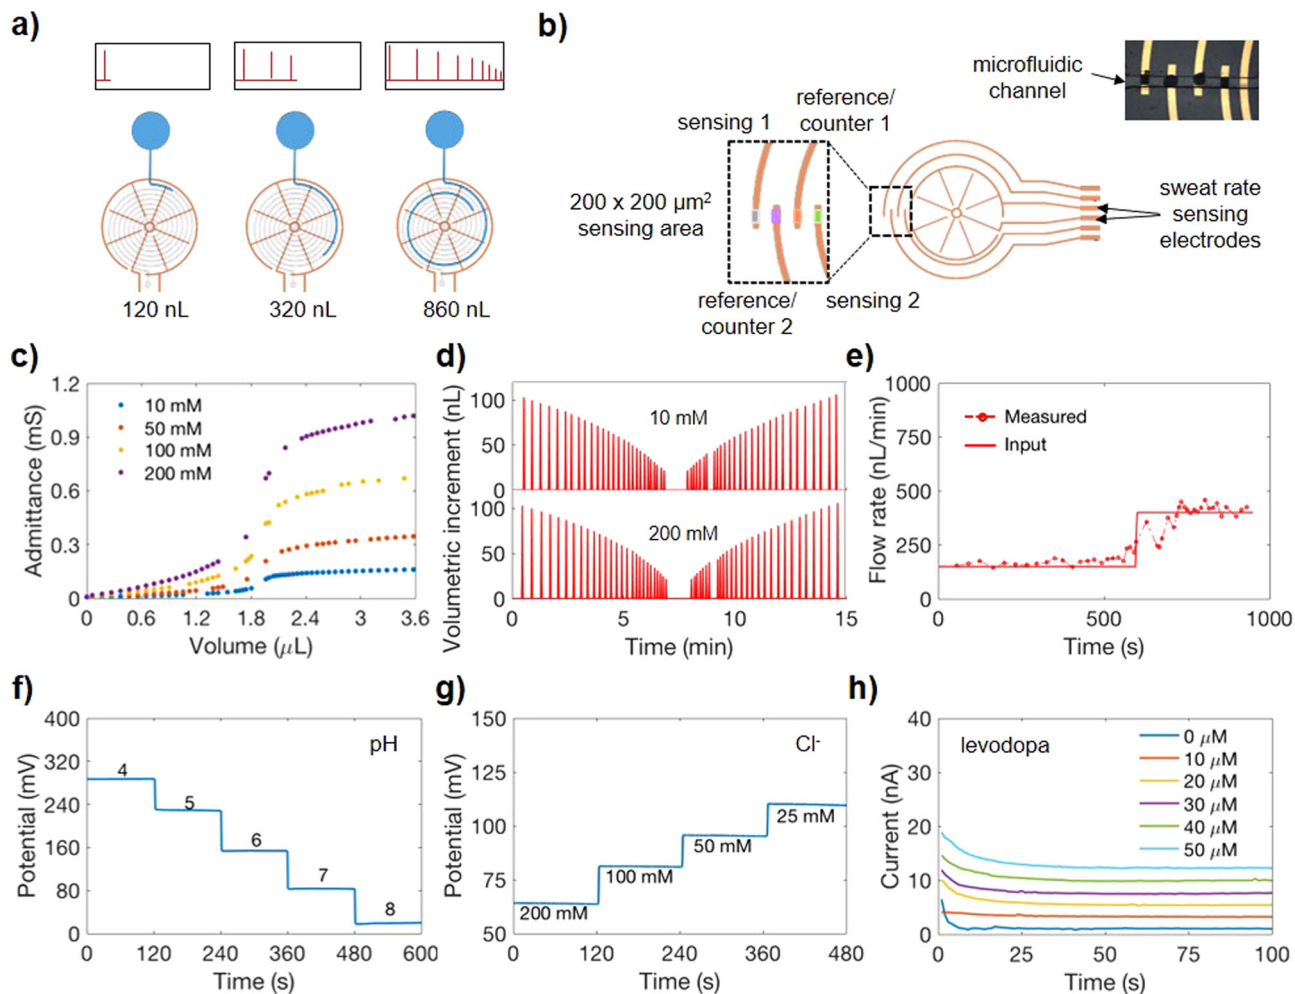 a)
120 nL
320 nL
860 nL
b)
microfluidic
channel
reference/
counter 1
sensing 1
200 x 200 µm²
sensing area
sweat rate
sensing
electrodes
reference/
counter 2
sensing 2
c)
Admittance (mS)
1.2
0.9
0.6
0.3
0
10 mM
50 mM
100 mM
200 mM
0
0.6
1.2
1.8
2.4
3.0
3.6
Volume (μL)
d)
Volumetric increment (nL)
100
50
0
10 mM
100
50
0
200 mM
0
5
10
15
Time (min)
e)
Flow rate (nL/min)
1000
750
500
250
0
Measured
Input
0
500
1000
Time (s)
f)
Potential (mV)
400
320
240
160
80
0
pH
4
5
6
7
8
0
120
240
360
480
600
Time (s)
g)
Potential (mV)
150
125
100
75
50
Cl⁻
25 mM
50 mM
100 mM
200 mM
0
120
240
360
480
Time (s)
h)
Current (nA)
40
30
20
10
0
levodopa
0 μM
10 μM
20 μM
30 μM
40 μM
50 μM
0
25
50
75
100
Time (s)